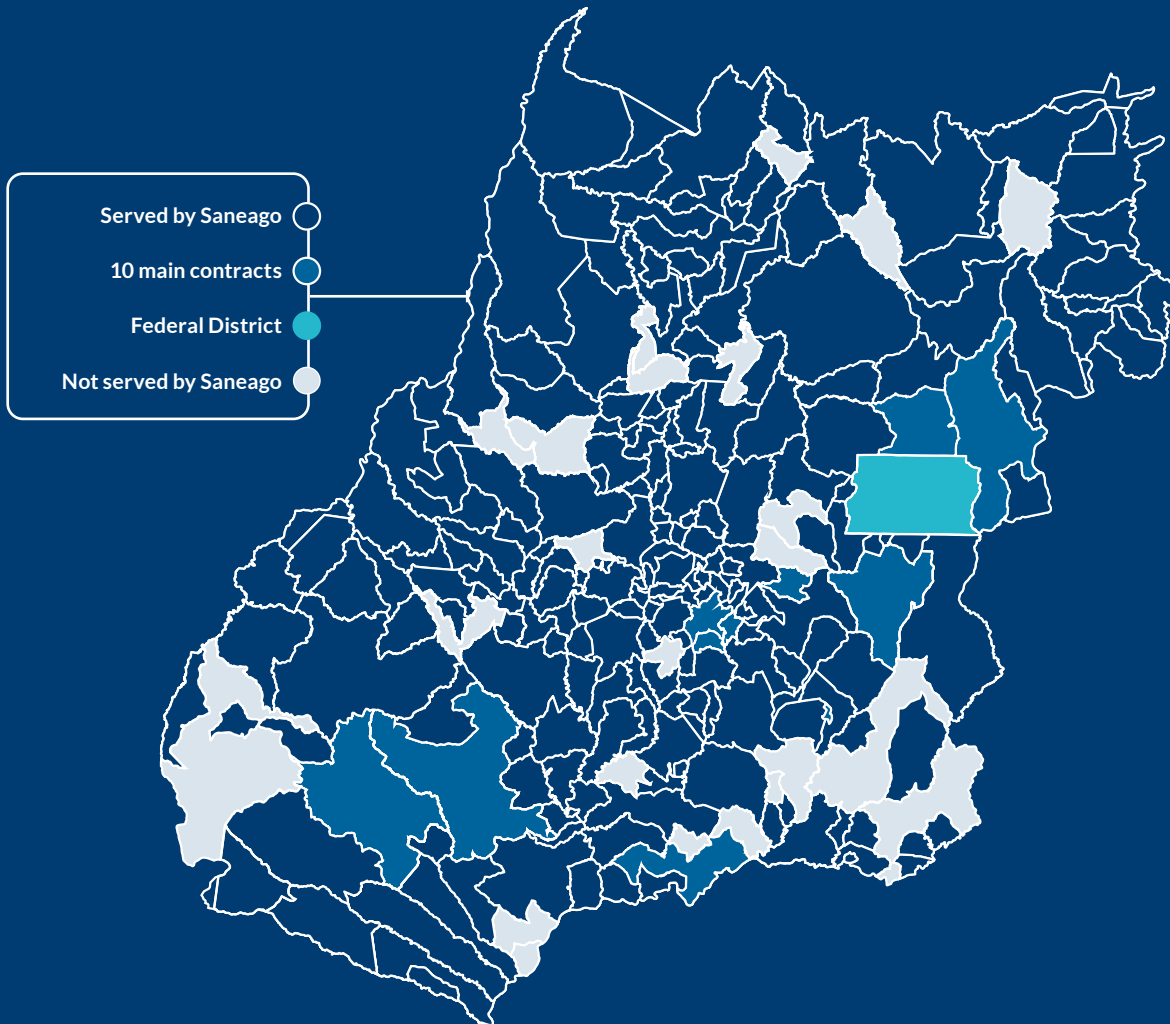 Served by Saneago
10 main contracts
Federal District
Not served by Saneago